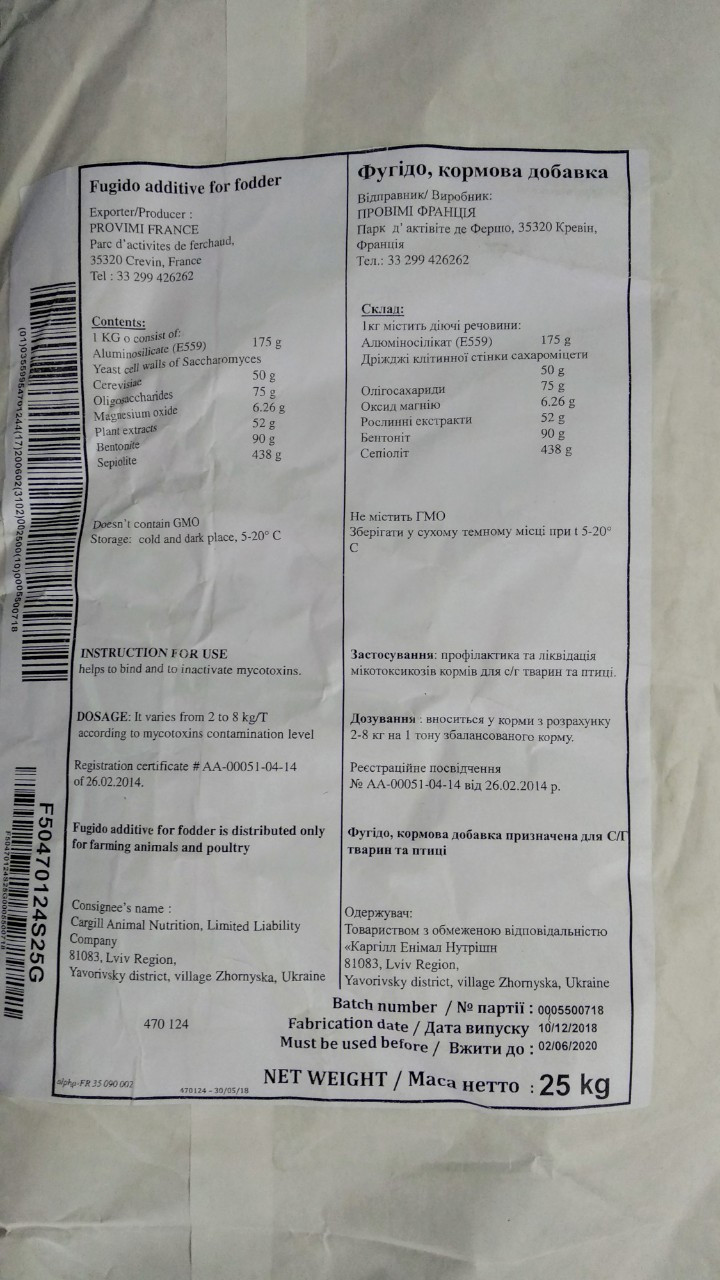 Fugido additive for fodder
Exporter/Producer :
PROVIMI FRANCE
Parc d'activites de ferchaud,
35320 Crevin, France
Tel : 33 299 426262
Contents:
1 KG o consist of:
Aluminosilicate (E559) 175 g
Yeast cell walls of Saccharomyces
Cerevisiae 50 g
Oligosaccharides 75 g
Magnesium oxide 6.26 g
Plant extracts 52 g
Bentonite 90 g
Sepiolite 438 g
Doesn't contain GMO
Storage: cold and dark place, 5-20° C
INSTRUCTION FOR USE
helps to bind and to inactivate mycotoxins.
DOSAGE: It varies from 2 to 8 kg/T
according to mycotoxins contamination level
Registration certificate # AA-00051-04-14
of 26.02.2014.
Fugido additive for fodder is distributed only
for farming animals and poultry
Consignee's name :
Cargill Animal Nutrition, Limited Liability
Company
81083, Lviv Region,
Yavorivsky district, village Zhornyska, Ukraine
Фугідо, кормова добавка
Відправник/ Виробник:
ПРОВІМІ ФРАНЦІЯ
Парк д' актівіте де Фершо, 35320 Кревін,
Франція
Тел.: 33 299 426262
Склад:
1кг містить діючі речовини:
Алюміносілікат (Е559) 175 g
Дріжджі клітинної стінки сахароміцети
50 g
Олігосахариди 75 g
Оксид магнію 6.26 g
Рослинні екстракти 52 g
Бентоніт 90 g
Сепіоліт 438 g
Не містить ГМО
Зберігати у сухому темному місці при t 5-20°
С
Застосування: профілактика та ліквідація
мікотоксикозів кормів для с/г тварин та птиці.
Дозування : вноситься у корми з розрахунку
2-8 кг на 1 тону збалансованого корму.
Реєстраційне посвідчення
№ АА-00051-04-14 від 26.02.2014 р.
Фугідо, кормова добавка призначена для С/Г
тварин та птиці
Одержувач:
Товариством з обмеженою відповідальністю
«Каргілл Енімал Нутрішн
81083, Lviv Region,
Yavorivsky district, village Zhornyska, Ukraine
470 124
Batch number / № партії : 0005500718
Fabrication date / Дата випуску 10/12/2018
Must be used before / Вжити до : 02/06/2020
NET WEIGHT / Маса нетто : 25 kg
alphp-FR 35 090 002
470124 - 30/05/18
F50470124S25G